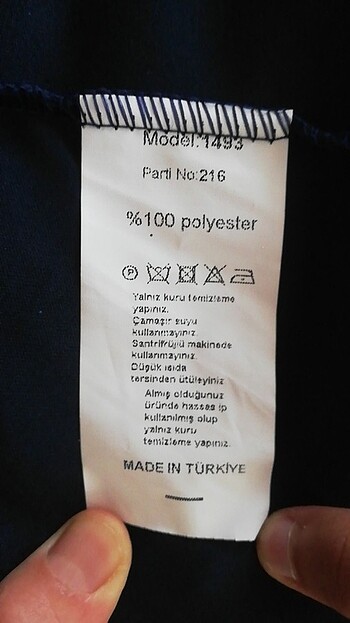 Model:1493
Parti No:216
%100 polyester
P
Yalnız kuru temizleme
yapınız.
Çamaşır suyu
kullanmayınız.
Santrifrüjlü makinede
kullanmayınız.
Düşük ısıda
tersinden ütüleyiniz
Almış olduğunuz
üründe hassas ip
kullanılmış olup
yalnız kuru
temizleme yapınız.
MADE IN TÜRKİYE